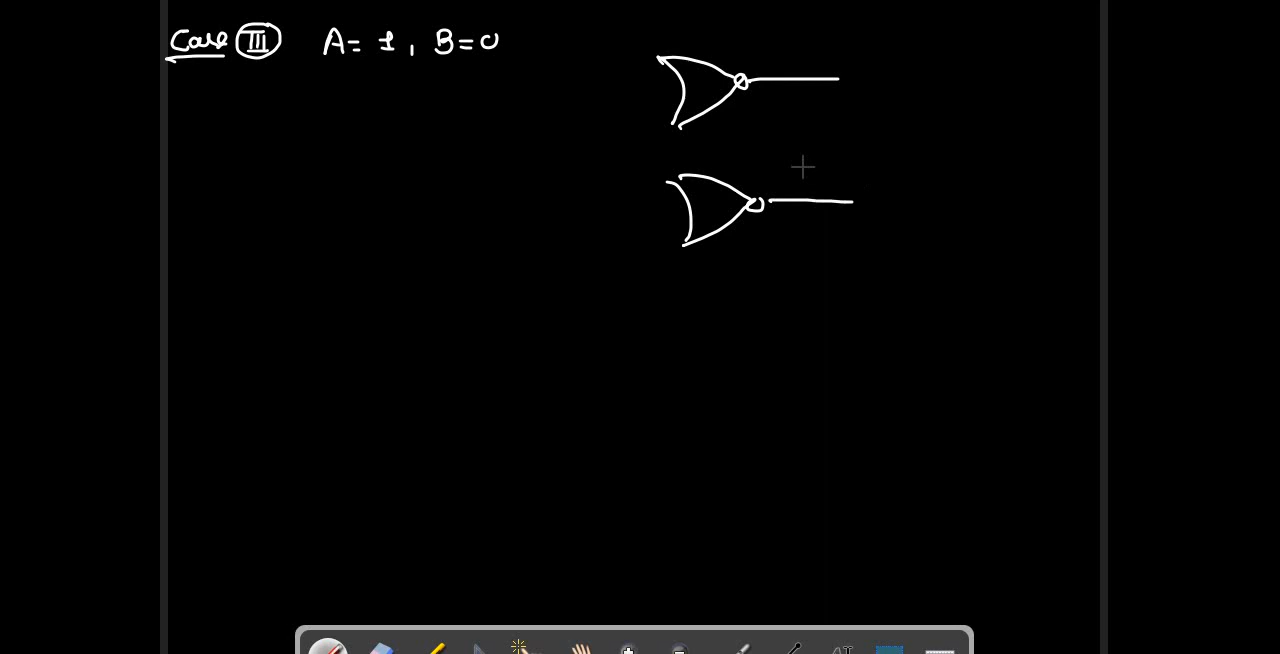 Case III A= 1, B=0